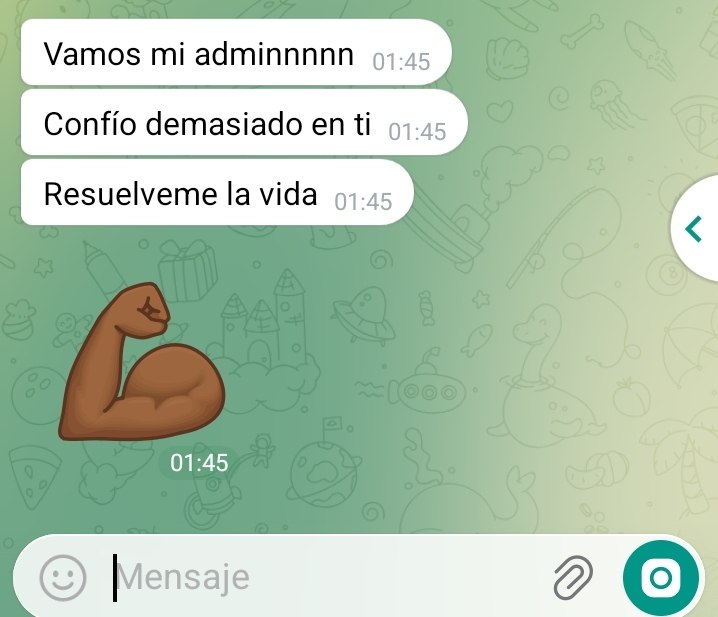 Vamos mi adminnnnn 01:45
Confío demasiado en ti 01:45
Resuelveme la vida 01:45
01:45
Mensaje